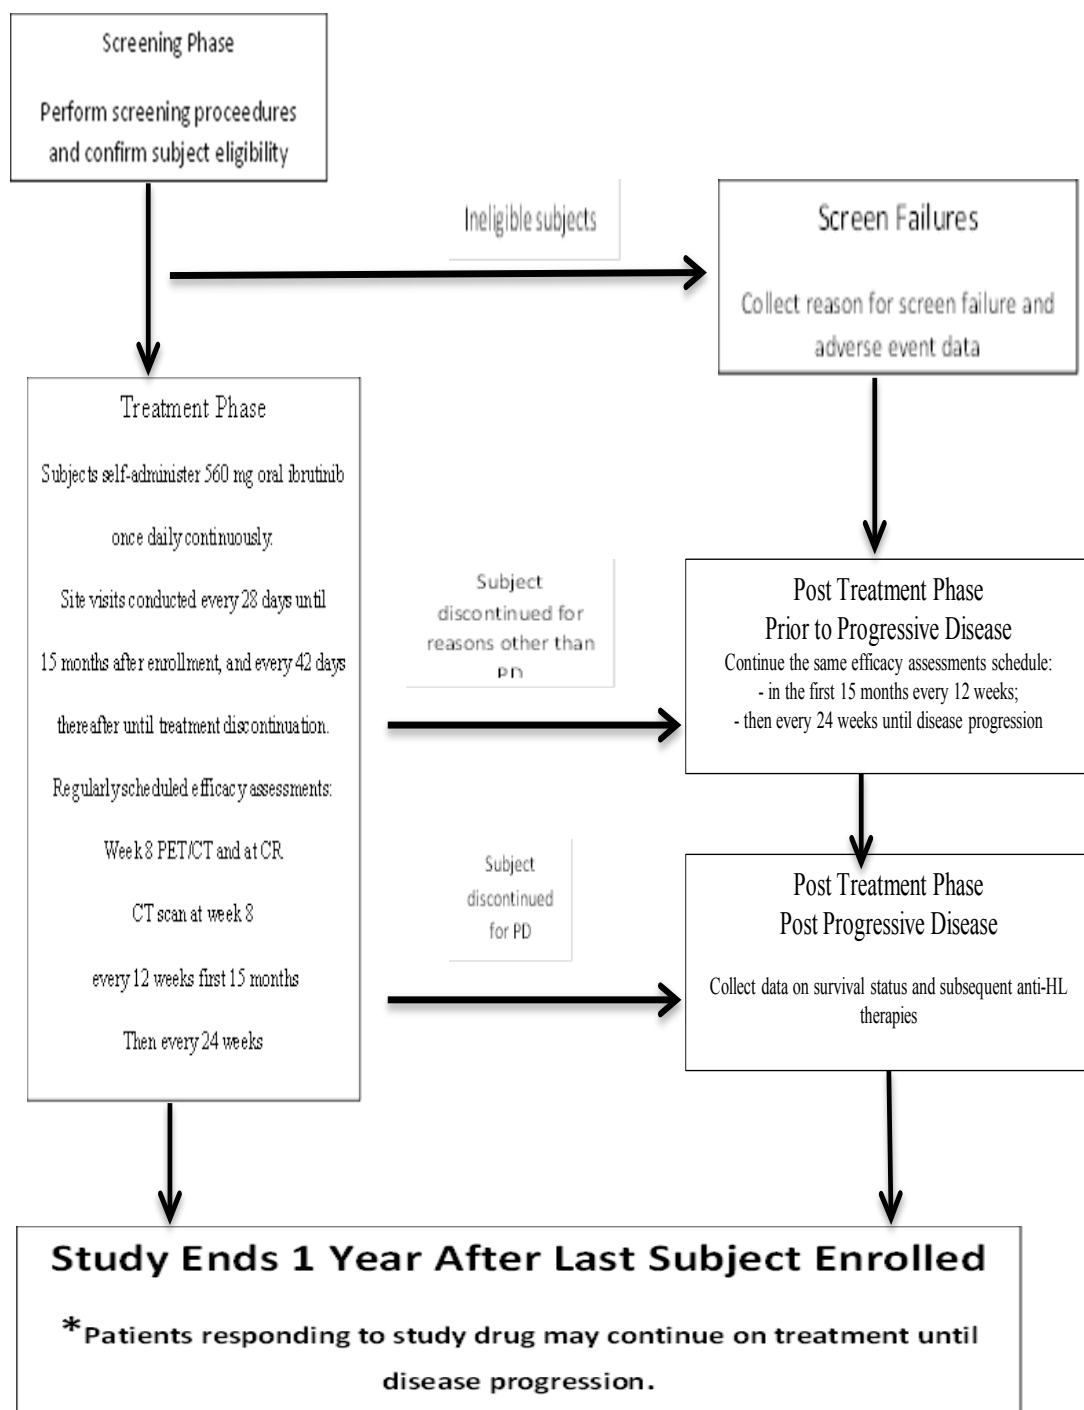 Screening Phase
Perform screening proceedures
and confirm subject eligibility
Ineligible subjects
Screen Failures
Collect reason for screen failure and
adverse event data
Treatment Phase
Subjects self-administer 560 mg oral ibrutinib
once daily continuously.
Site visits conducted every 28 days until
15 months after enrollment, and every 42 days
thereafter until treatment discontinuation.
Regularly scheduled efficacy assessments:
Week 8 PET/CT and at CR
CT scan at week 8
every 12 weeks first 15 months
Then every 24 weeks
Subject
discontinued for
reasons other than
PD
Post Treatment Phase
Prior to Progressive Disease
Continue the same efficacy assessments schedule:
- in the first 15 months every 12 weeks;
- then every 24 weeks until disease progression
Subject
discontinued
for PD
Post Treatment Phase
Post Progressive Disease
Collect data on survival status and subsequent anti-HL
therapies
Study Ends 1 Year After Last Subject Enrolled
*Patients responding to study drug may continue on treatment until
disease progression.